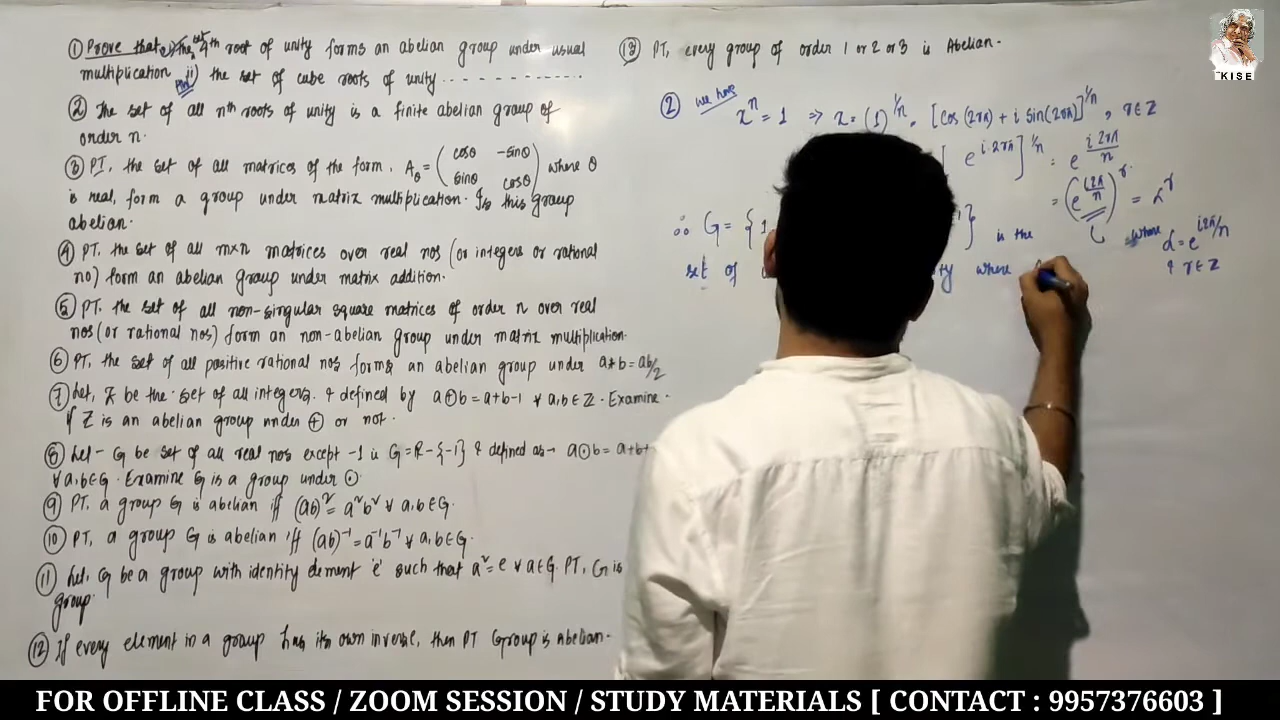 ① Prove that i) The set 4th root of unity forms an abelian group under usual
multiplication ii) the set of cube roots of unity - - - - - - - - - - - -
② The set of all nth roots of unity is a finite abelian group of
order n.
③ PT, the set of all matrices of the form, Aθ = (cosθ -sinθ
sinθ cosθ) where θ
is real, form a group under matrix multiplication. Is this group
abelian.
④ PT, the set of all m×n matrices over real nos (or integers or rational
no) form an abelian group under matrix addition.
⑤ PT, the set of all non-singular square matrices of order n over real
nos (or rational nos) form an non-abelian group under matrix multiplication.
⑥ PT, the set of all positive rational nos forms an abelian group under a*b = ab/2
⑦ Let, Z be the set of all integers. & defined by a⊕b = a+b-1 ∀ a,b∈Z. Examine
if Z is an abelian group under ⊕ or not.
⑧ Let- G be set of all real nos except -1 is G=R-{-1} & defined as→ a⊙b = a+b+
∀ a,b∈G. Examine G is a group under ⊙.
⑨ PT, a group G is abelian iff (ab)² = a²b² ∀ a,b∈G.
⑩ PT, a group G is abelian iff (ab)⁻¹ = a⁻¹b⁻¹ ∀ a,b∈G.
⑪ Let, G be a group with identity element 'e' such that a² = e ∀ a∈G. PT, G is
group.
⑫ If every element in a group has its own inverse, then PT Group is Abelian.
⑬ PT, every group of order 1 or 2 or 3 is Abelian.
② we have xⁿ = 1 ⇒ x = (1)^1/n = [cos(2rπ) + i sin(2rπ)]^1/n, r∈Z
[e^i·2rπ]^1/n = e^i2rπ/n
= (e^i2π/n)^r = α^r
∴ G = {1, } is the where α = e^i2π/n
set of where & r∈Z
KISE
FOR OFFLINE CLASS / ZOOM SESSION / STUDY MATERIALS [ CONTACT : 9957376603 ]